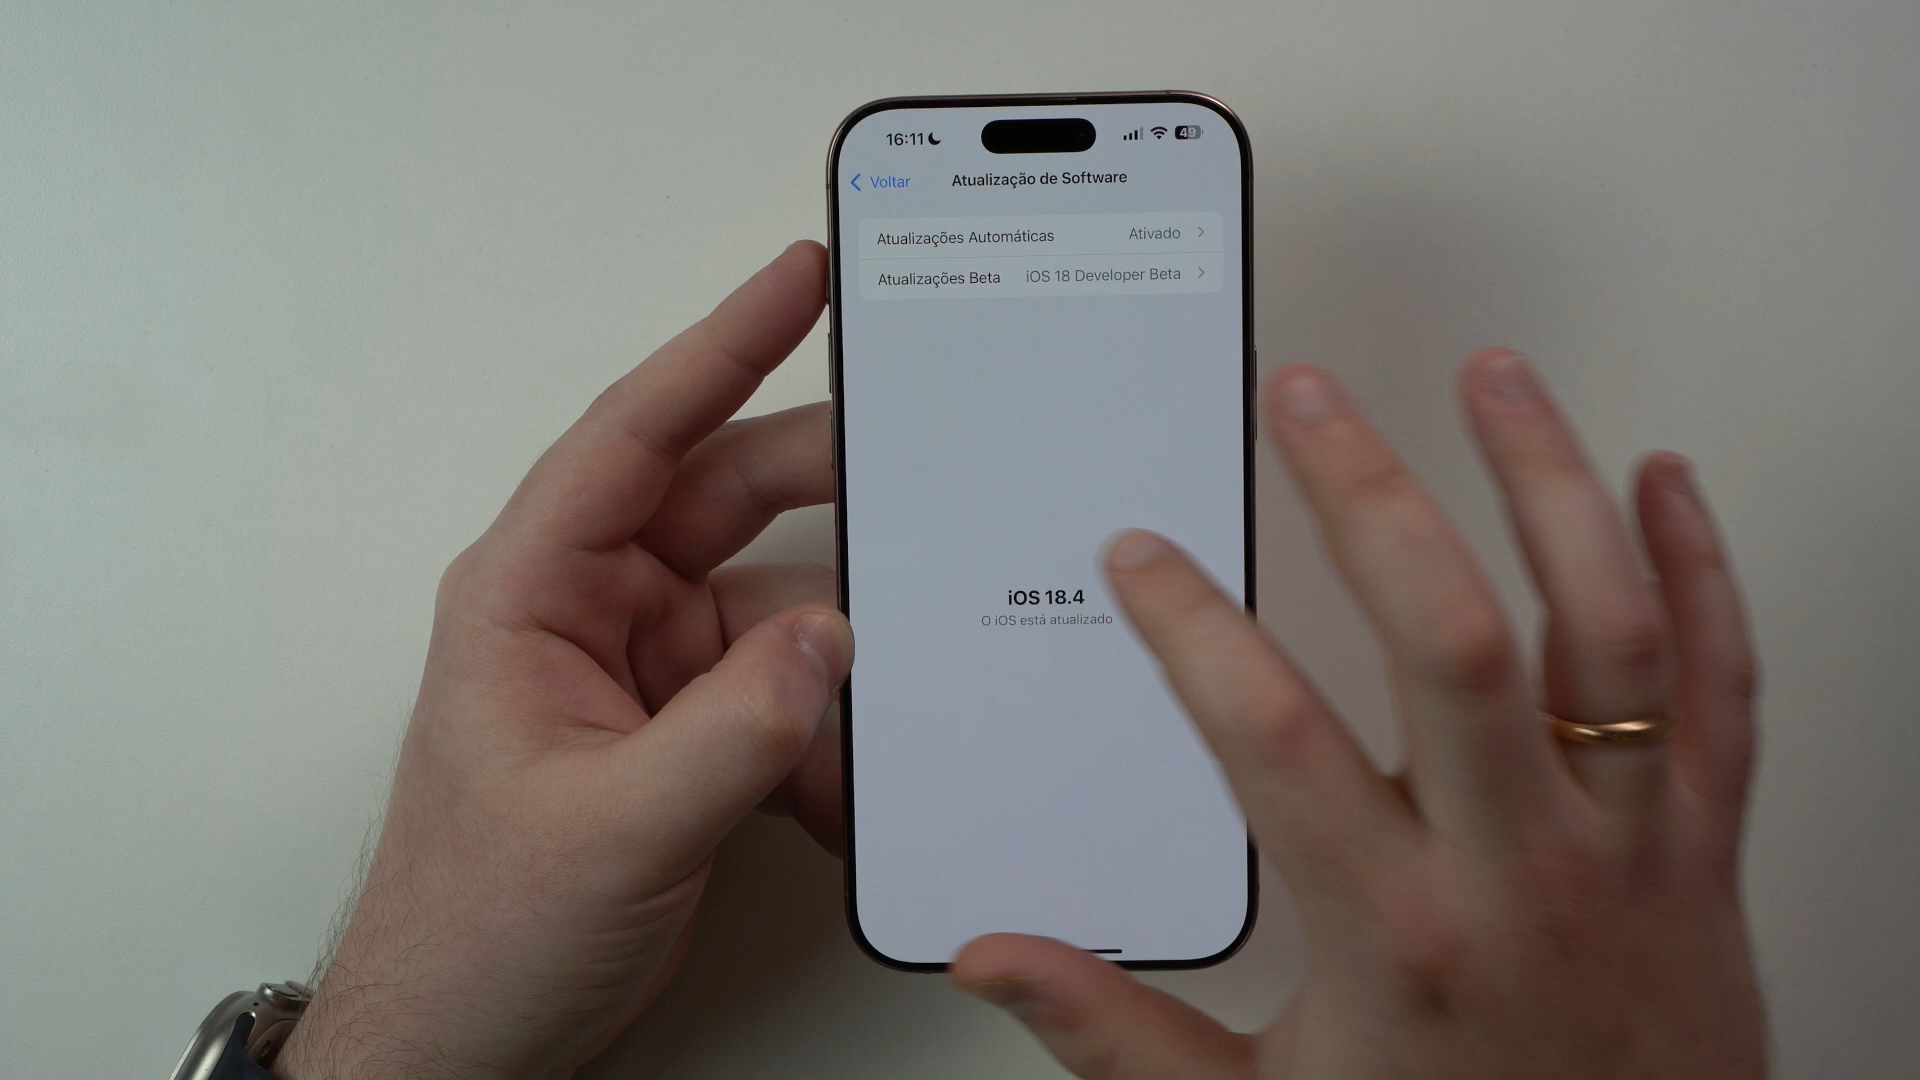 16:11
49
Voltar
Atualização de Software
Atualizações Automáticas Ativado
Atualizações Beta iOS 18 Developer Beta
iOS 18.4
O iOS está atualizado